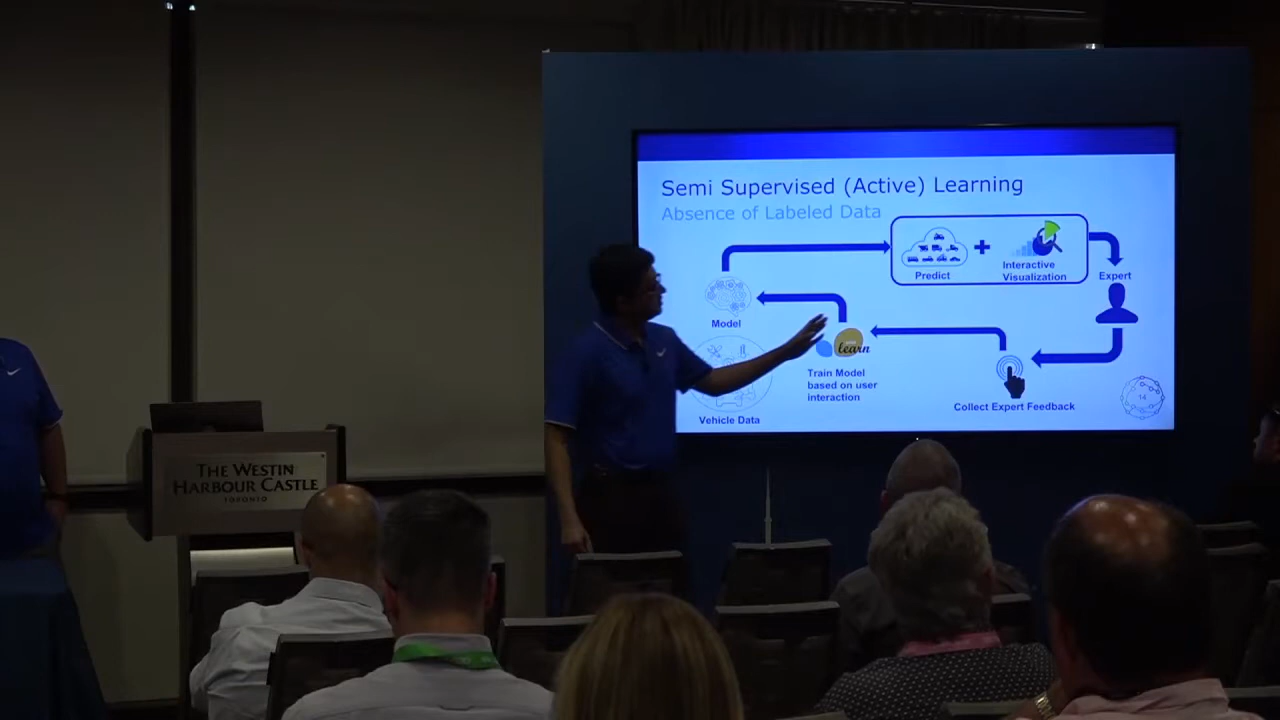 Semi Supervised (Active) Learning
Absence of Labeled Data
Predict
Interactive
Visualization
Expert
Model
learn
Train Model
based on user
interaction
Collect Expert Feedback
14
Vehicle Data
THE WESTIN
HARBOUR CASTLE
TORONTO